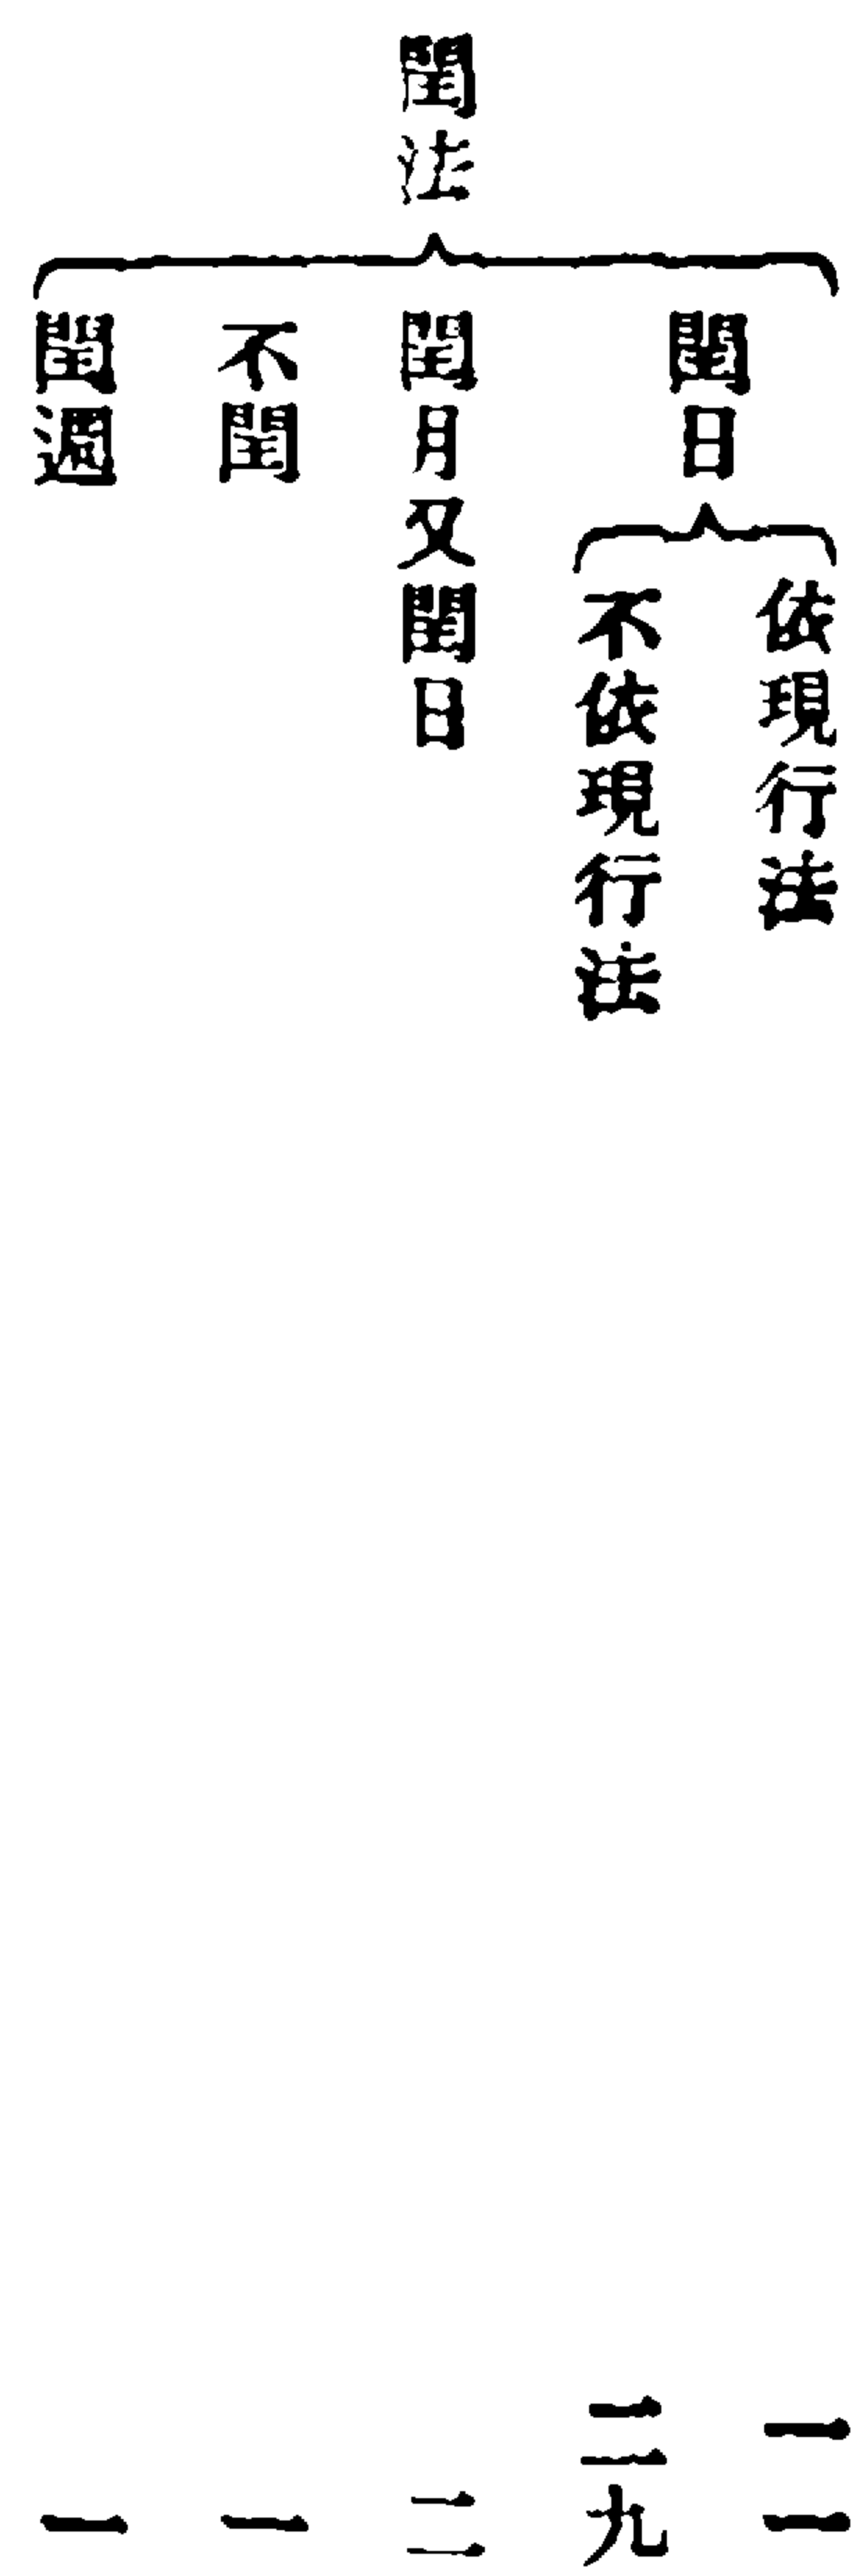 閏法
閏日
依現行法 一一
不依現行法 二九
閏月又閏日 二
不閏 一
閏週 一